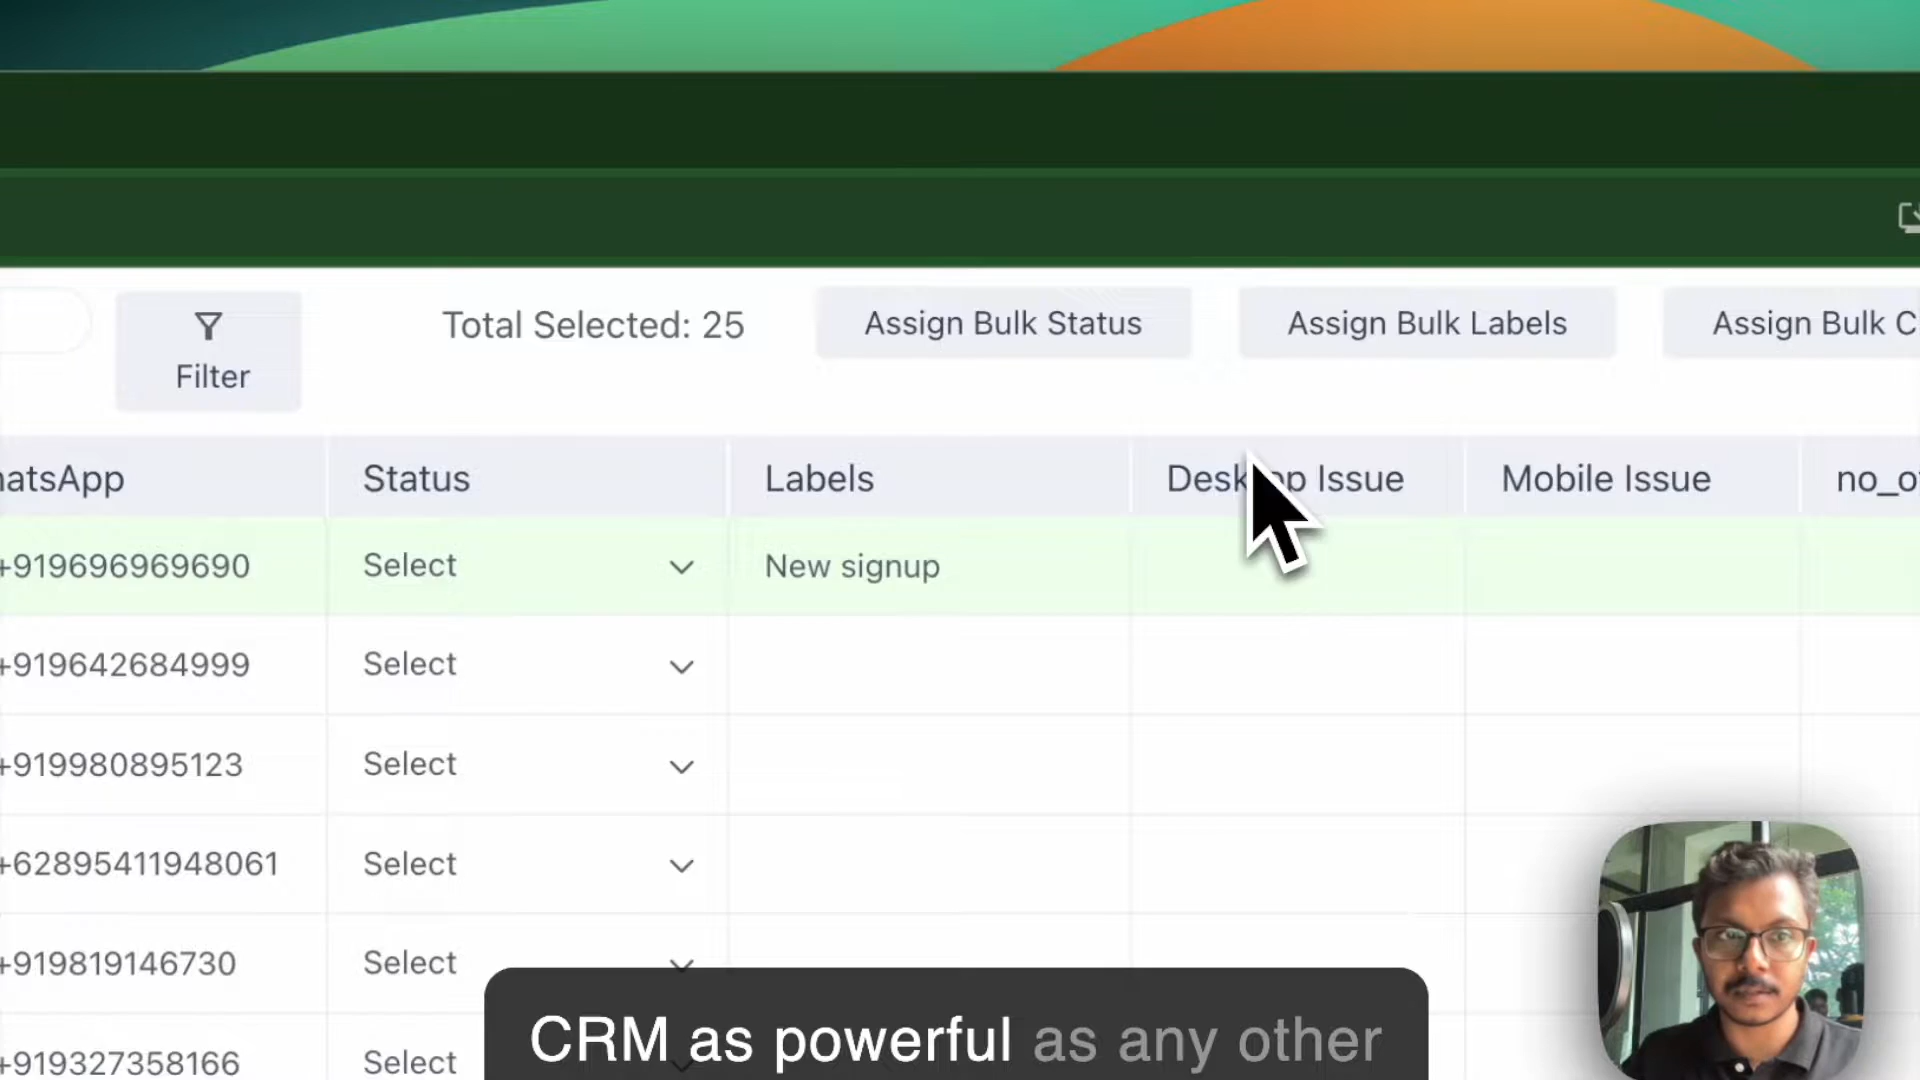 Filter
Total Selected: 25
Assign Bulk Status
Assign Bulk Labels
Assign Bulk C
hatsApp
Status
Labels
Desktop Issue
Mobile Issue
no_o
+919696969690
Select
New signup
+919642684999
Select
+919980895123
Select
+62895411948061
Select
+919819146730
Select
+919327358166
Select
CRM as powerful as any other